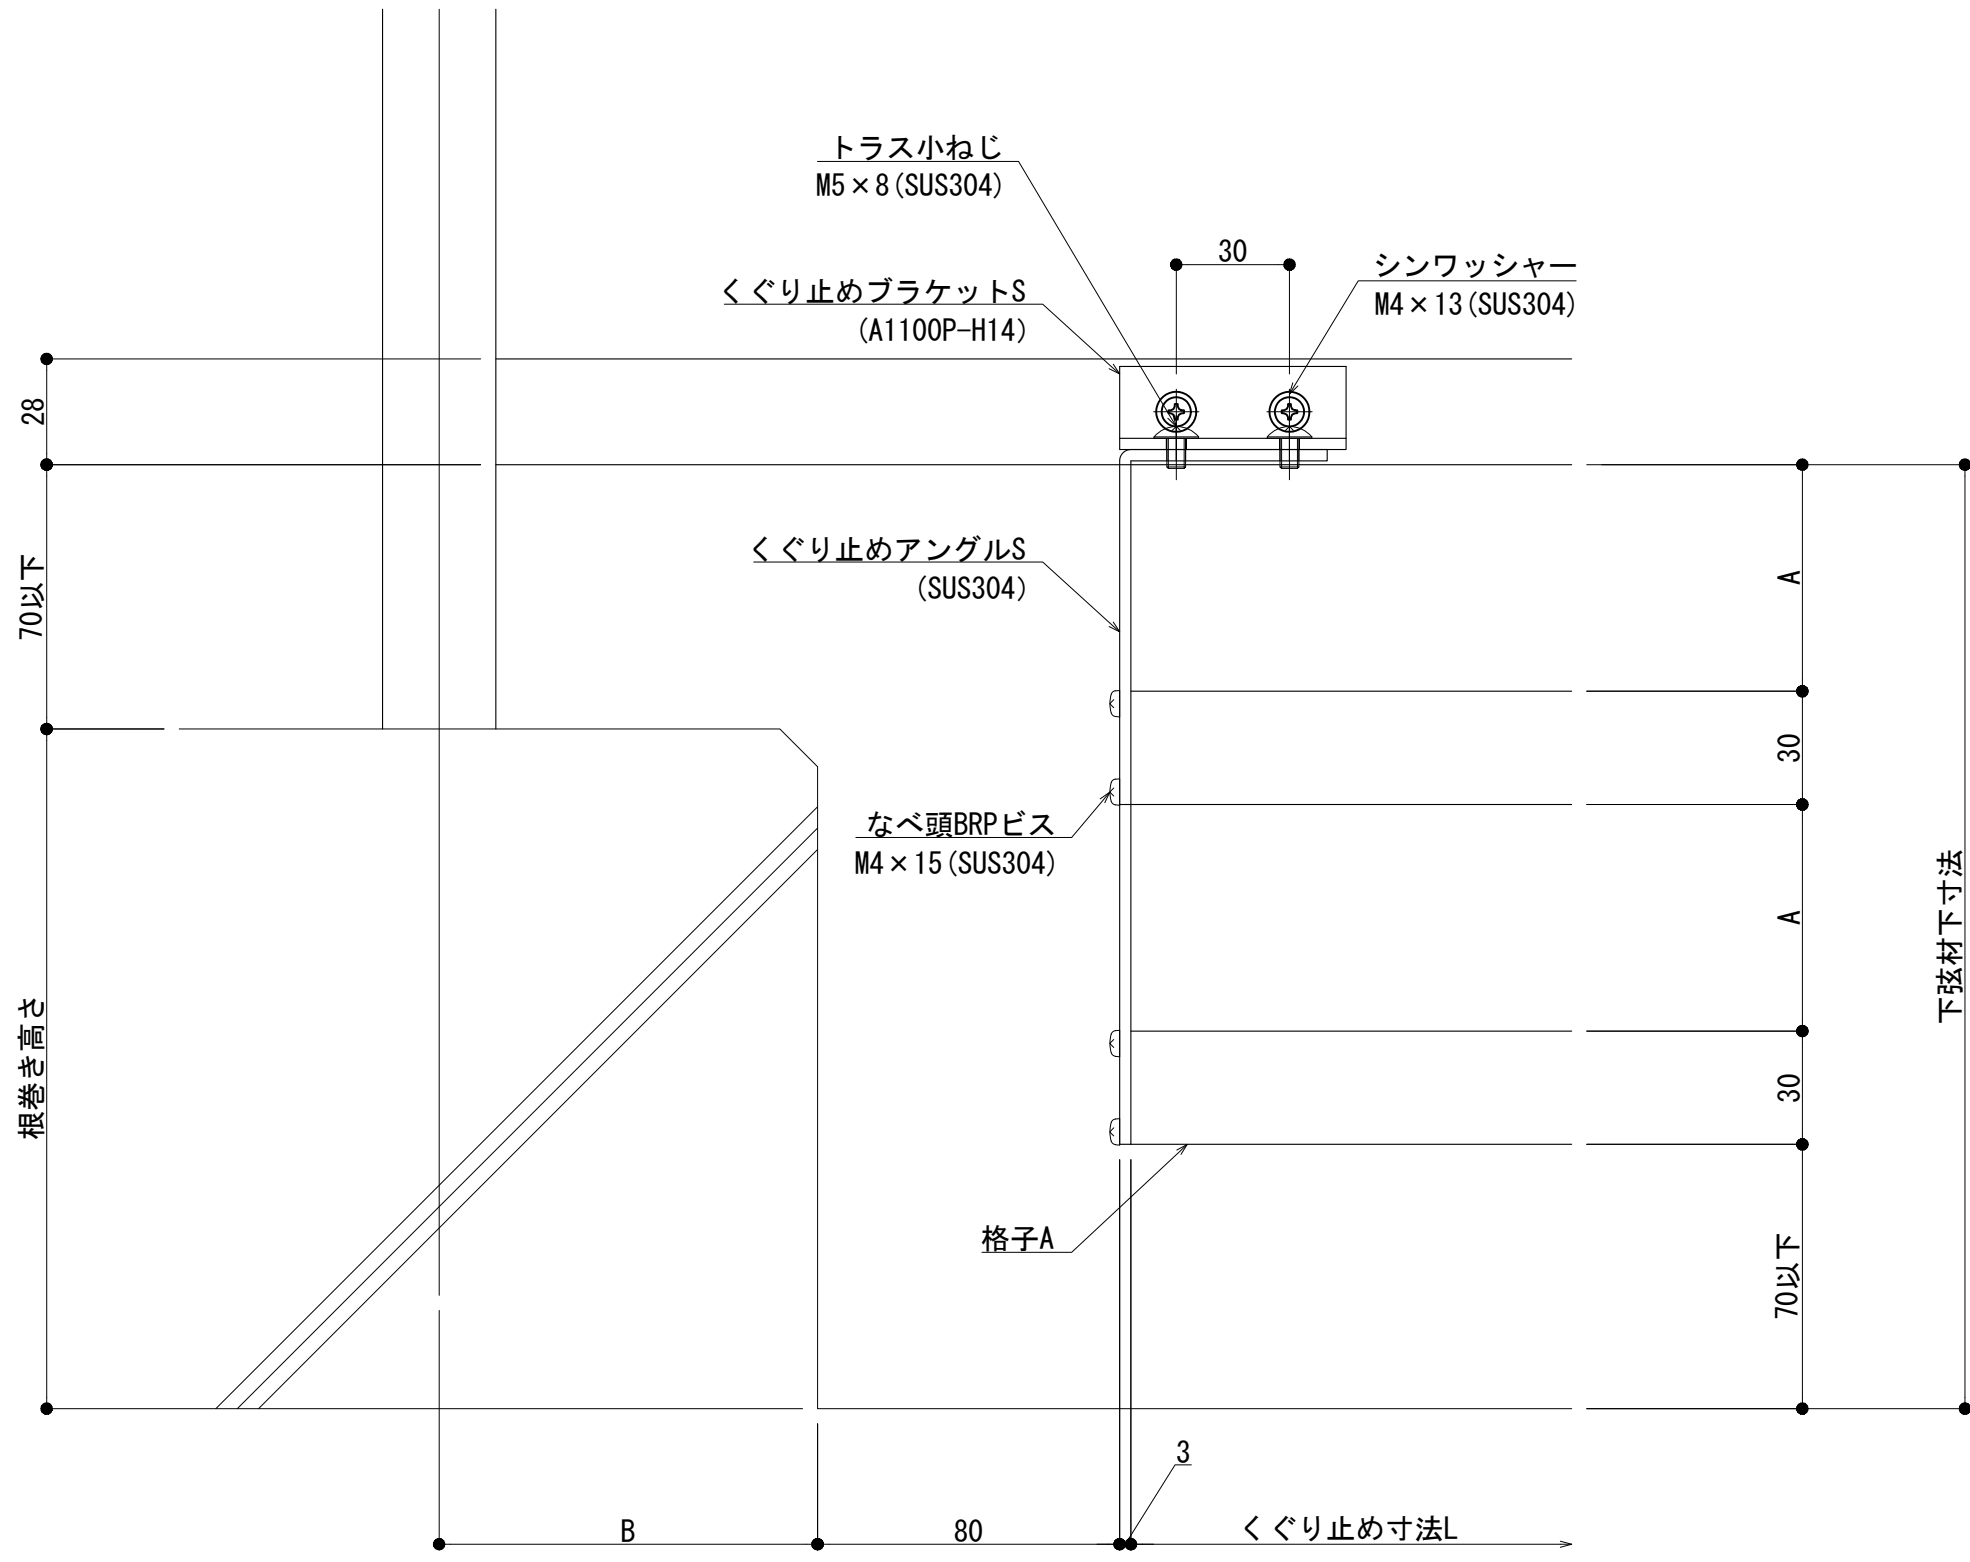 トラス小ねじ
M5×8(SUS304)
30
シンワッシャー
M4×13(SUS304)
くぐり止めブラケットS
(A1100P-H14)
28
70以下
くぐり止めアングルS
(SUS304)
A
30
なべ頭BRPビス
M4×15(SUS304)
A
下弦材下寸法
根巻き高さ
30
格子A
70以下
3
B
80
くぐり止め寸法L